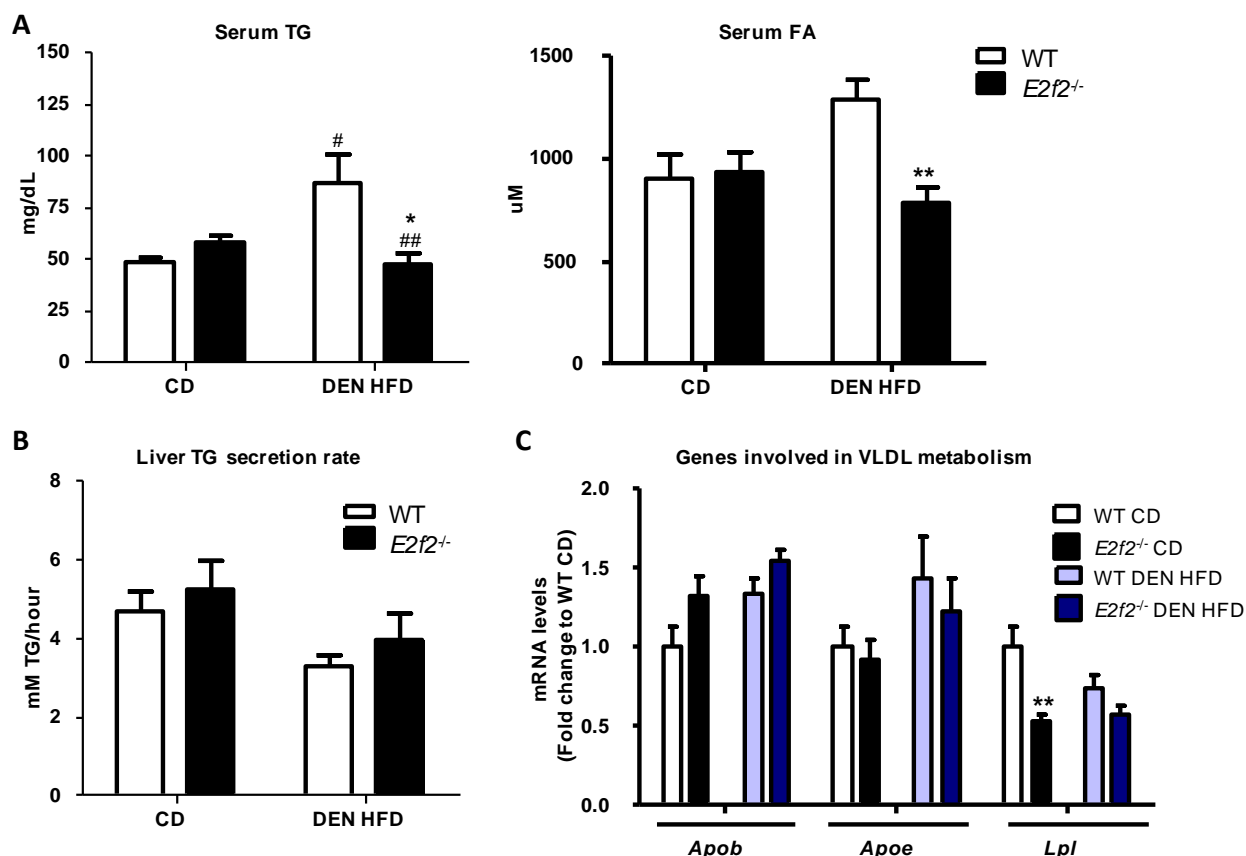 A
Serum TG
Serum FA
WT
E2f2-/-
150
125
100
75
50
25
0
mg/dL
#
*
##
CD
DEN HFD
1500
1000
500
0
uM
**
CD
DEN HFD
B
Liver TG secretion rate
8
6
4
2
0
mM TG/hour
WT
E2f2-/-
CD
DEN HFD
C
Genes involved in VLDL metabolism
2.0
1.5
1.0
0.5
0.0
mRNA levels
(Fold change to WT CD)
WT CD
E2f2-/- CD
WT DEN HFD
E2f2-/- DEN HFD
**
Apob
Apoe
Lpl